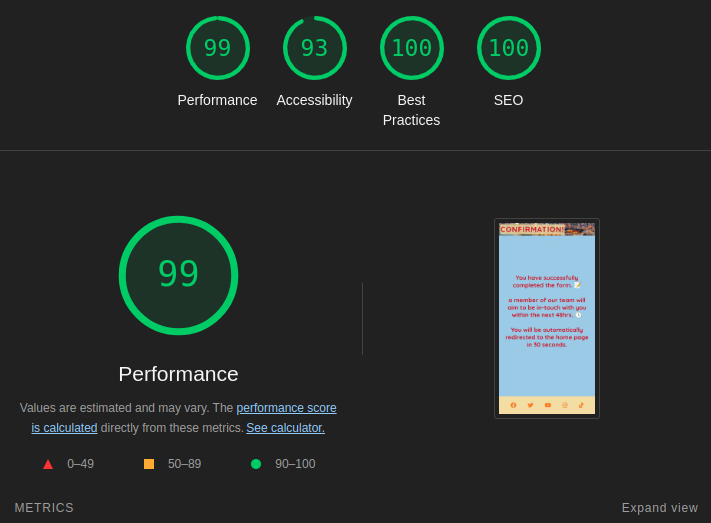 99
93
100
100
Performance
Accessibility
Best
Practices
SEO
99
Performance
Values are estimated and may vary. The performance score
is calculated directly from these metrics. See calculator.
0–49
50–89
90–100
CONFIRMATION!
You have successfully
completed the form.
a member of our team will
aim to be in-touch with you
within the next 48hrs.
You will be automatically
redirected to the home page
in 30 seconds.
METRICS
Expand view